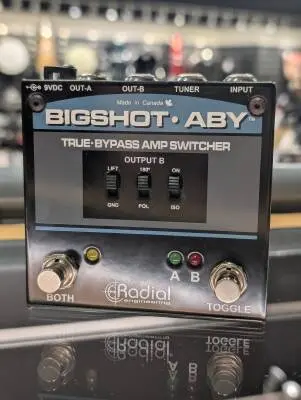 9VDC OUT-A OUT-B TUNER INPUT
Made in Canada
BIGSHOT · ABY™
TRUE·BYPASS AMP SWITCHER
OUTPUT B
LIFT 180° ON
GND POL ISO
A B
BOTH Radial TOGGLE
engineering